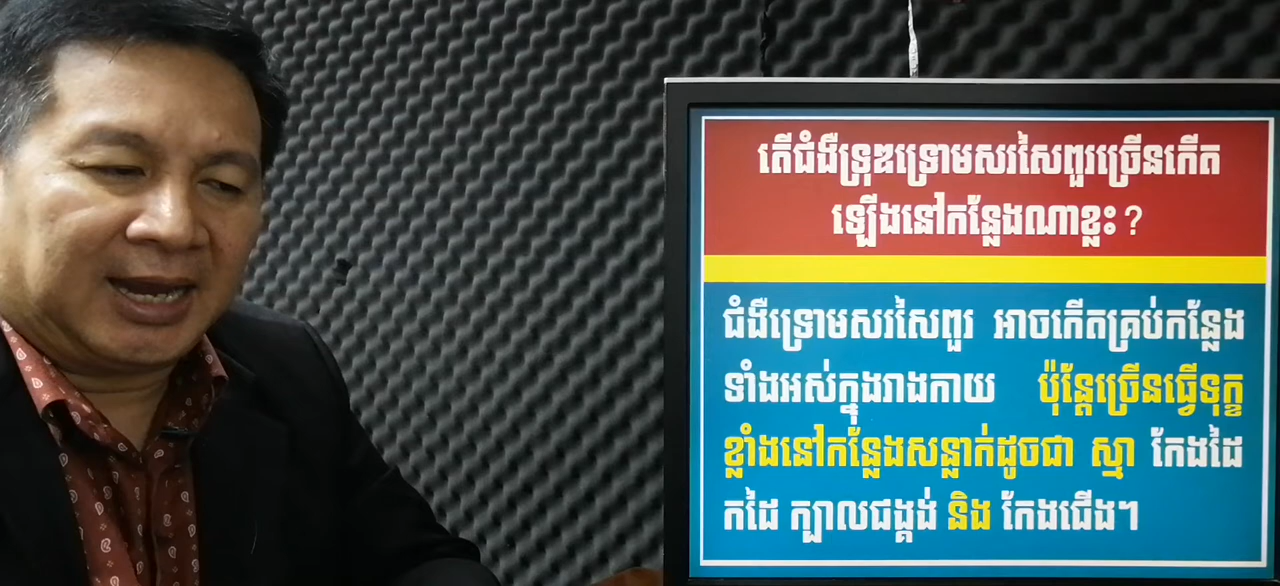 តើជំងឺទ្រុឌទ្រោមសរសៃពួរច្រើនកើត
ឡើងនៅកន្លែងណាខ្លះ?
ជំងឺទ្រោមសរសៃពួរ អាចកើតគ្រប់កន្លែង
ទាំងអស់ក្នុងរាងកាយ ប៉ុន្តែច្រើនធ្វើទុក្ខ
ខ្លាំងនៅកន្លែងសន្លាក់ដូចជា ស្មា កែងដៃ
កដៃ ក្បាលជង្គង់ និង កែងជើង។